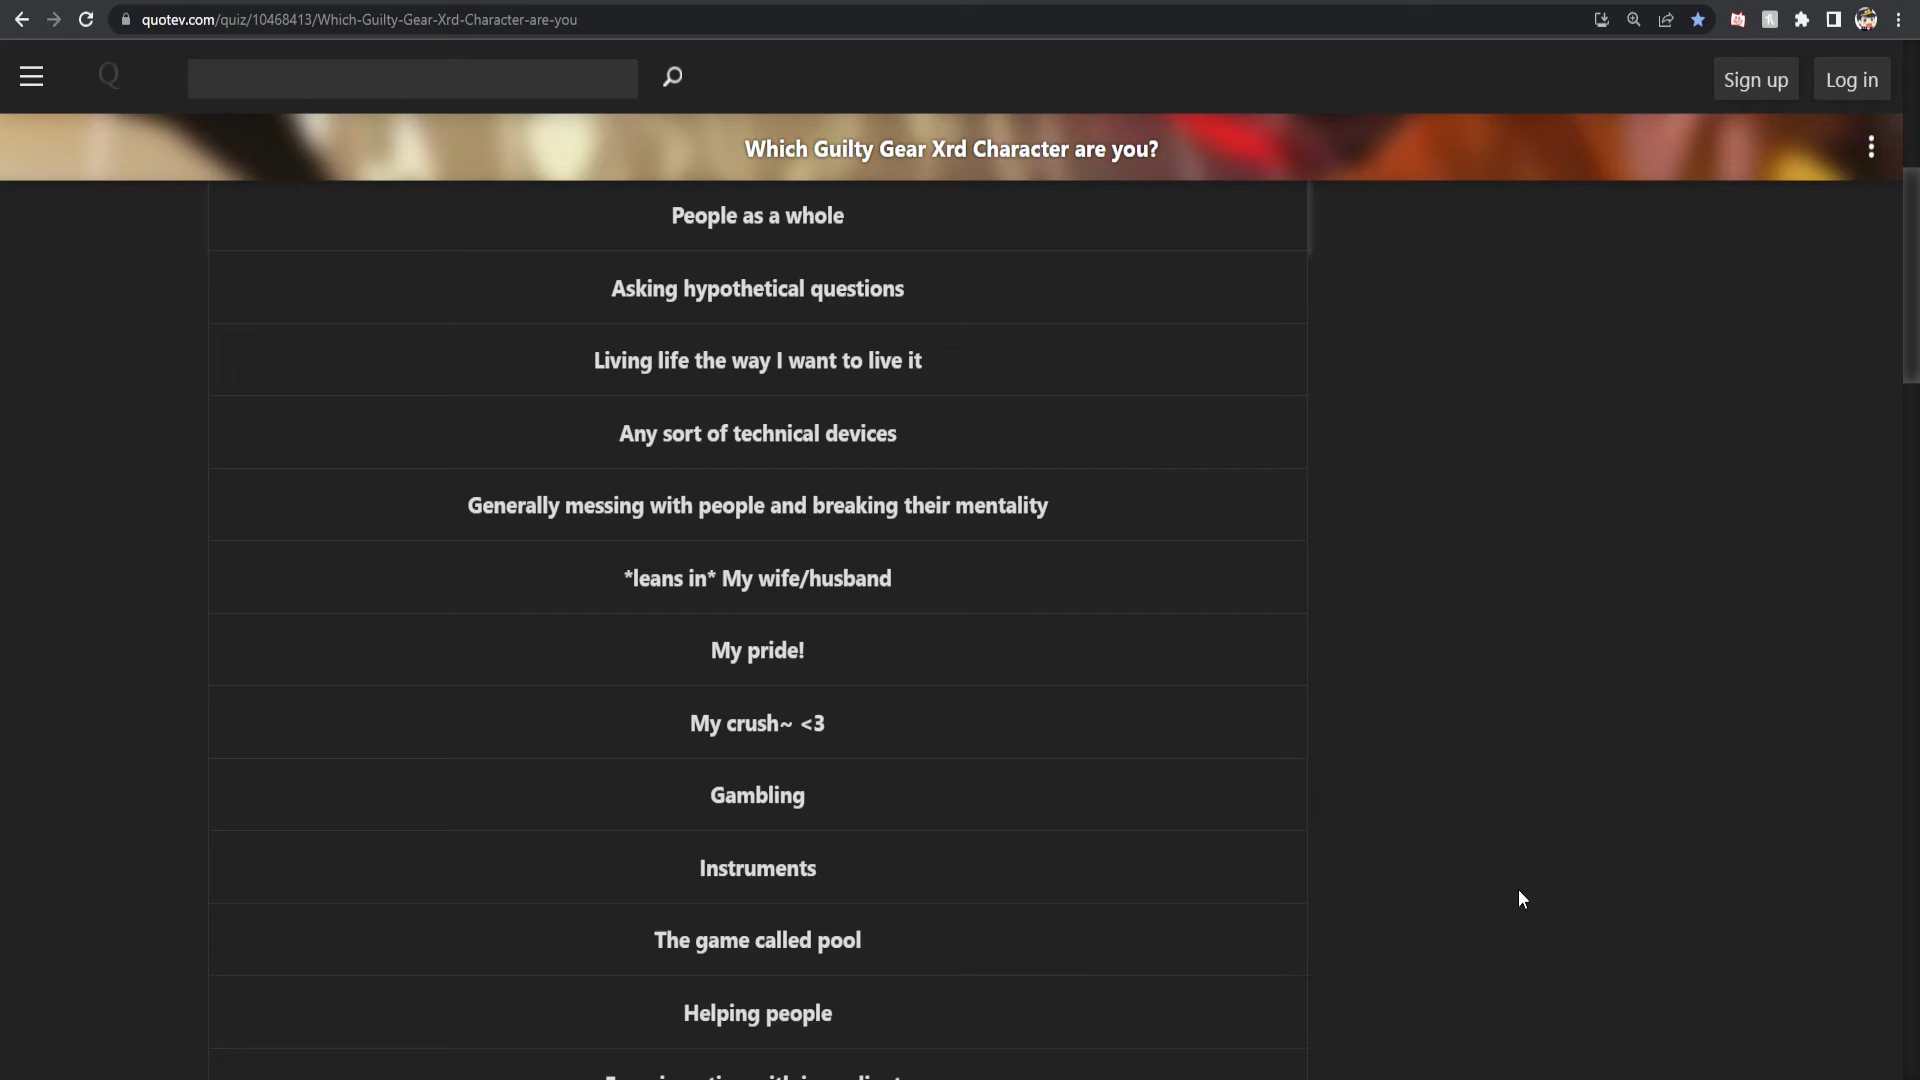 quotev.com/quiz/10468413/Which-Guilty-Gear-Xrd-Character-are-you
Q
Sign up
Log in
Which Guilty Gear Xrd Character are you?
People as a whole
Asking hypothetical questions
Living life the way I want to live it
Any sort of technical devices
Generally messing with people and breaking their mentality
*leans in* My wife/husband
My pride!
My crush~ <3
Gambling
Instruments
The game called pool
Helping people